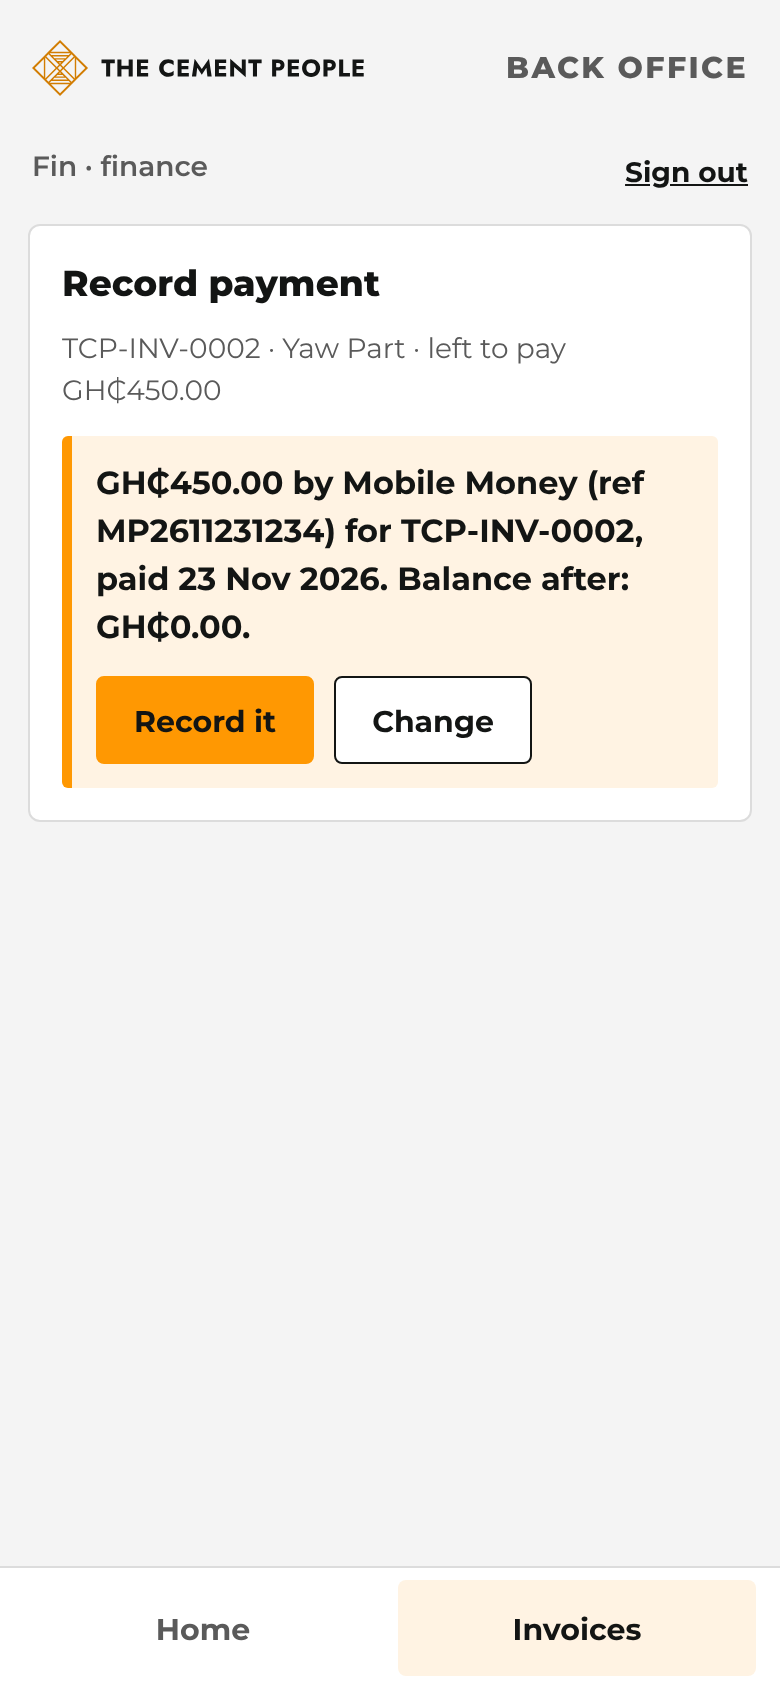 THE CEMENT PEOPLE
BACK OFFICE
Fin · finance
Sign out
Record payment
TCP-INV-0002 · Yaw Part · left to pay
GH₵450.00
GH₵450.00 by Mobile Money (ref
MP2611231234) for TCP-INV-0002,
paid 23 Nov 2026. Balance after:
GH₵0.00.
Record it
Change
Home
Invoices